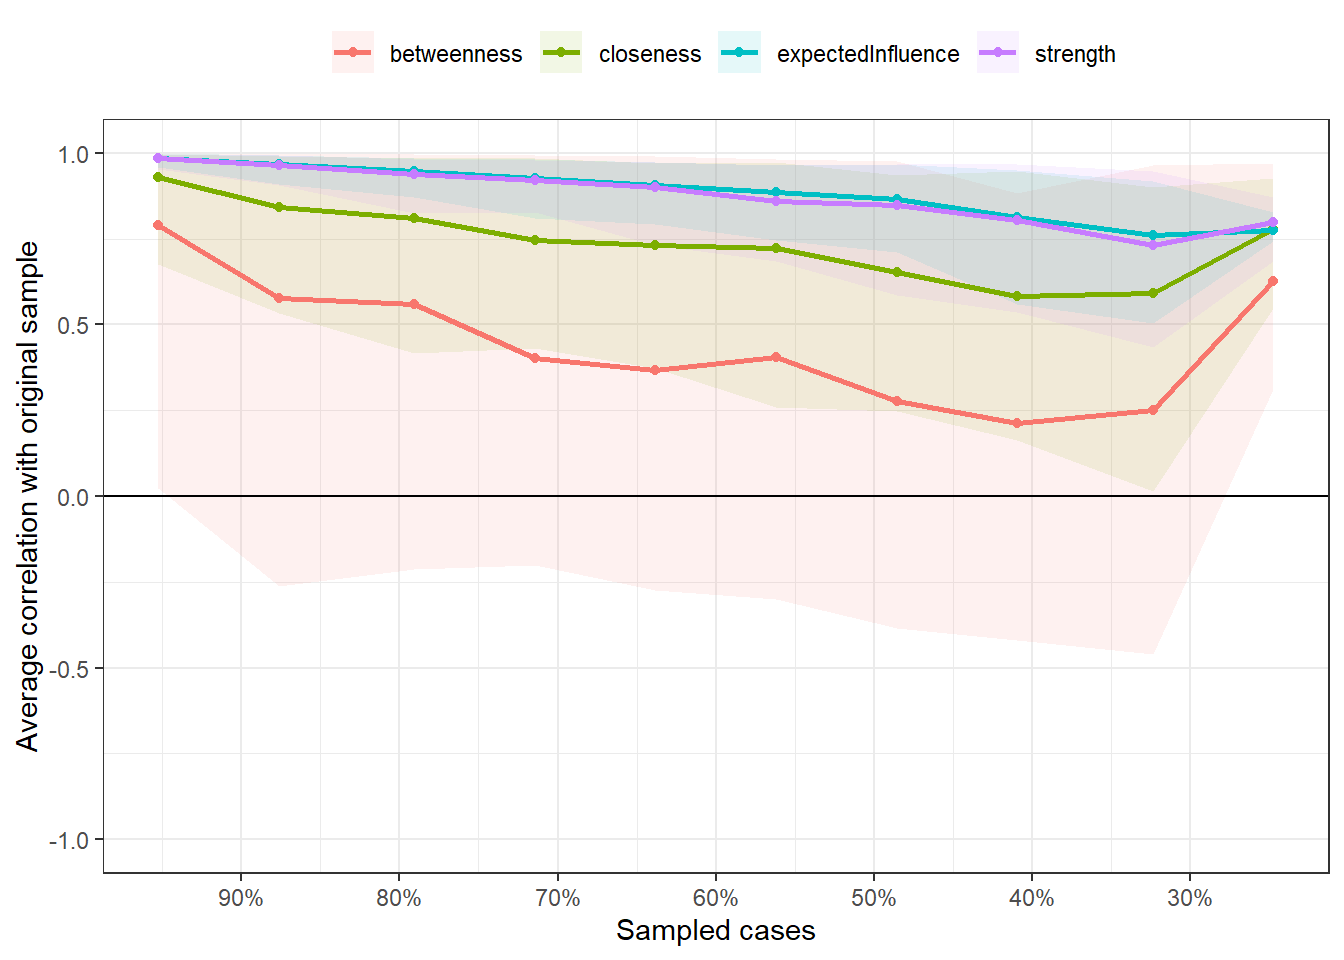 betweenness closeness expectedInfluence strength
Average correlation with original sample
1.0
0.5
0.0
-0.5
-1.0
90% 80% 70% 60% 50% 40% 30%
Sampled cases